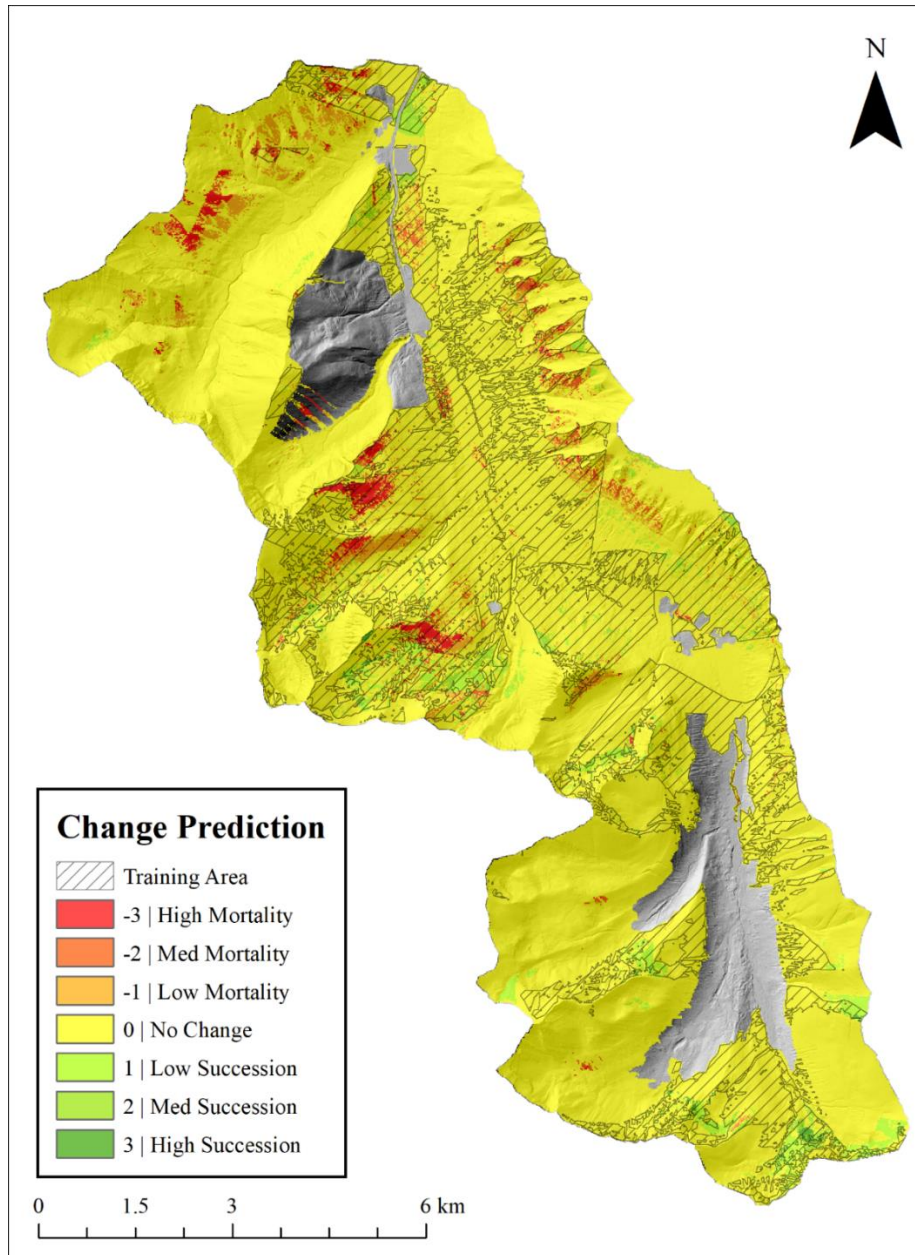 N
Change Prediction
Training Area
-3 | High Mortality
-2 | Med Mortality
-1 | Low Mortality
0 | No Change
1 | Low Succession
2 | Med Succession
3 | High Succession
0 1.5 3 6 km